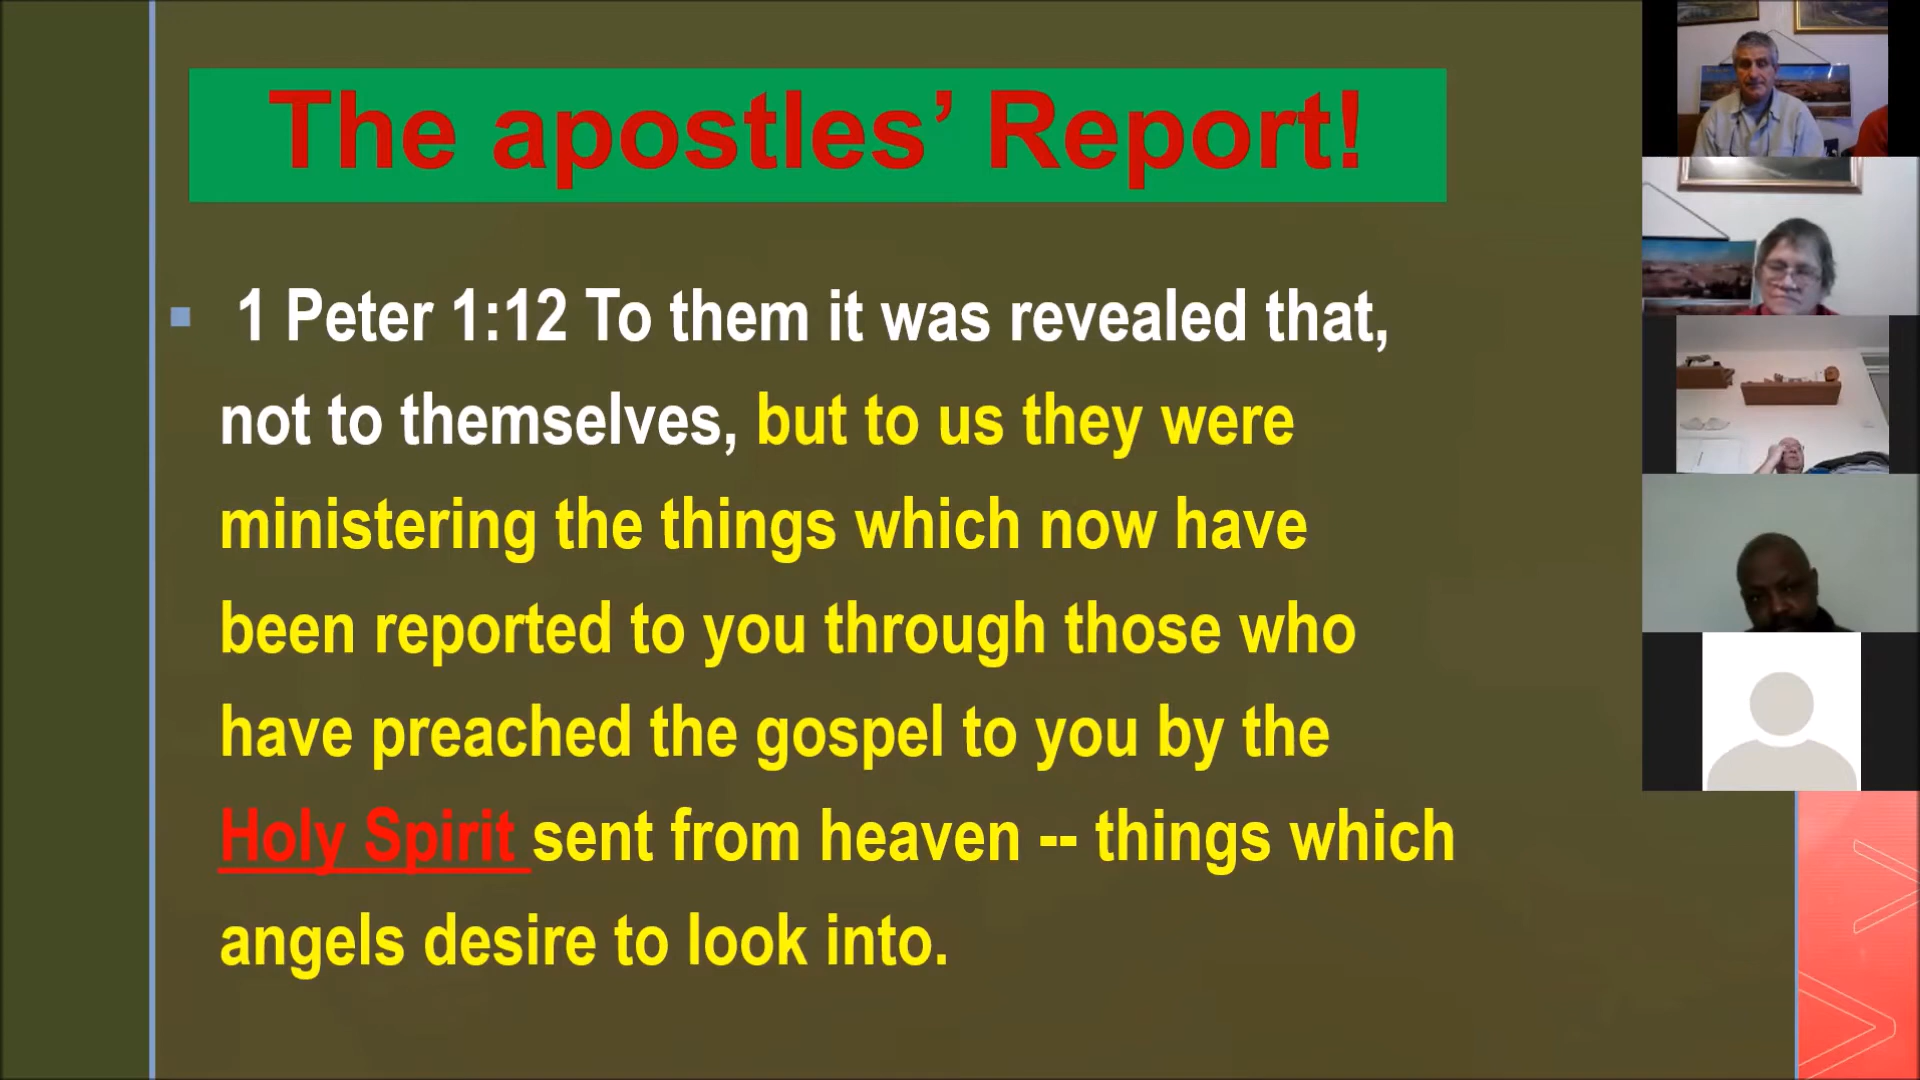 The apostles’ Report!
1 Peter 1:12 To them it was revealed that,
not to themselves, but to us they were
ministering the things which now have
been reported to you through those who
have preached the gospel to you by the
Holy Spirit sent from heaven -- things which
angels desire to look into.